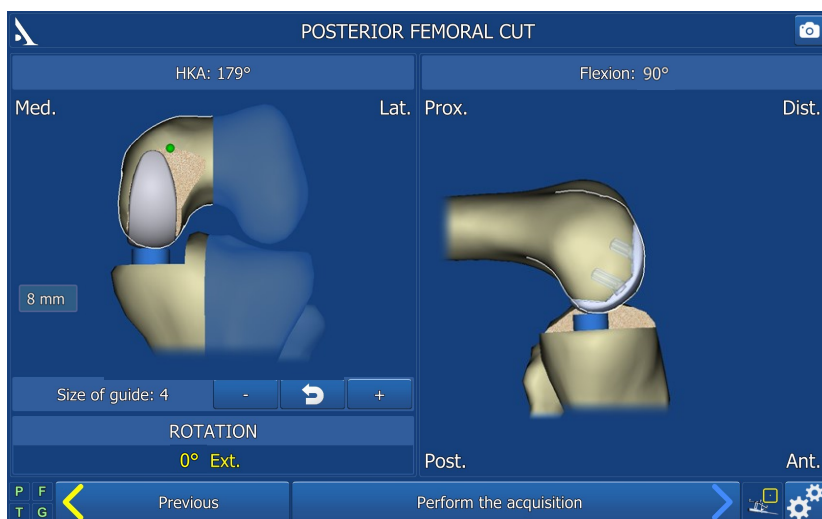 POSTERIOR FEMORAL CUT
HKA: 179°
Flexion: 90°
Med.
Lat.
Prox.
Dist.
8 mm
Size of guide: 4
-
+
ROTATION
0° Ext.
Post.
Ant.
P F
T G
Previous
Perform the acquisition